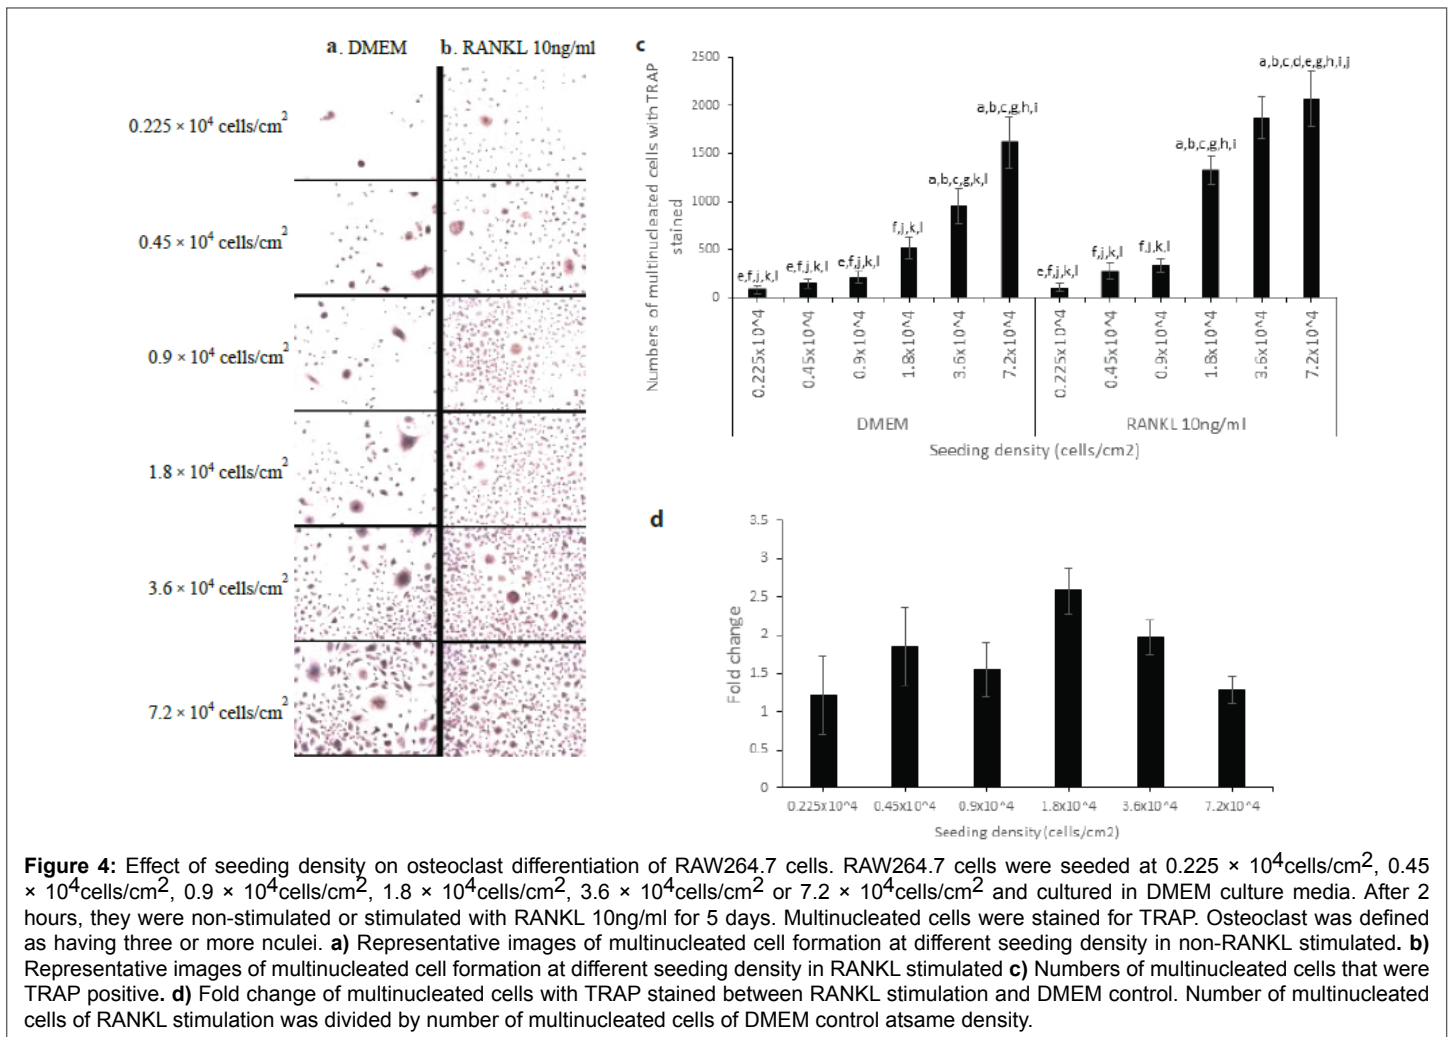 a. DMEM
b. RANKL 10ng/ml
0.225 × 10⁴ cells/cm²
0.45 × 10⁴ cells/cm²
0.9 × 10⁴ cells/cm²
1.8 × 10⁴ cells/cm²
3.6 × 10⁴ cells/cm²
7.2 × 10⁴ cells/cm²
c
Numbers of multinucleated cells with TRAP
stained
2500
2000
1500
1000
500
0
e,f,j,k,l
e,f,j,k,l
e,f,j,k,l
f,j,k,l
a,b,c,g,k,l
a,b,c,g,h,i
e,f,j,k,l
f,j,k,l
f,j,k,l
a,b,c,g,h,i
a,b,c,d,e,g,h,i,j
0.225x10^4
0.45x10^4
0.9x10^4
1.8x10^4
3.6x10^4
7.2x10^4
0.225x10^4
0.45x10^4
0.9x10^4
1.8x10^4
3.6x10^4
7.2x10^4
DMEM
RANKL 10ng/ml
Seeding density (cells/cm2)
d
Fold change
3.5
3
2.5
2
1.5
1
0.5
0
0.225x10^4
0.45x10^4
0.9x10^4
1.8x10^4
3.6x10^4
7.2x10^4
Seeding density (cells/cm2)
Figure 4: Effect of seeding density on osteoclast differentiation of RAW264.7 cells. RAW264.7 cells were seeded at 0.225 × 10⁴cells/cm², 0.45
× 10⁴cells/cm², 0.9 × 10⁴cells/cm², 1.8 × 10⁴cells/cm², 3.6 × 10⁴cells/cm² or 7.2 × 10⁴cells/cm² and cultured in DMEM culture media. After 2
hours, they were non-stimulated or stimulated with RANKL 10ng/ml for 5 days. Multinucleated cells were stained for TRAP. Osteoclast was defined
as having three or more nculei. a) Representative images of multinucleated cell formation at different seeding density in non-RANKL stimulated. b)
Representative images of multinucleated cell formation at different seeding density in RANKL stimulated c) Numbers of multinucleated cells that were
TRAP positive. d) Fold change of multinucleated cells with TRAP stained between RANKL stimulation and DMEM control. Number of multinucleated
cells of RANKL stimulation was divided by number of multinucleated cells of DMEM control atsame density.